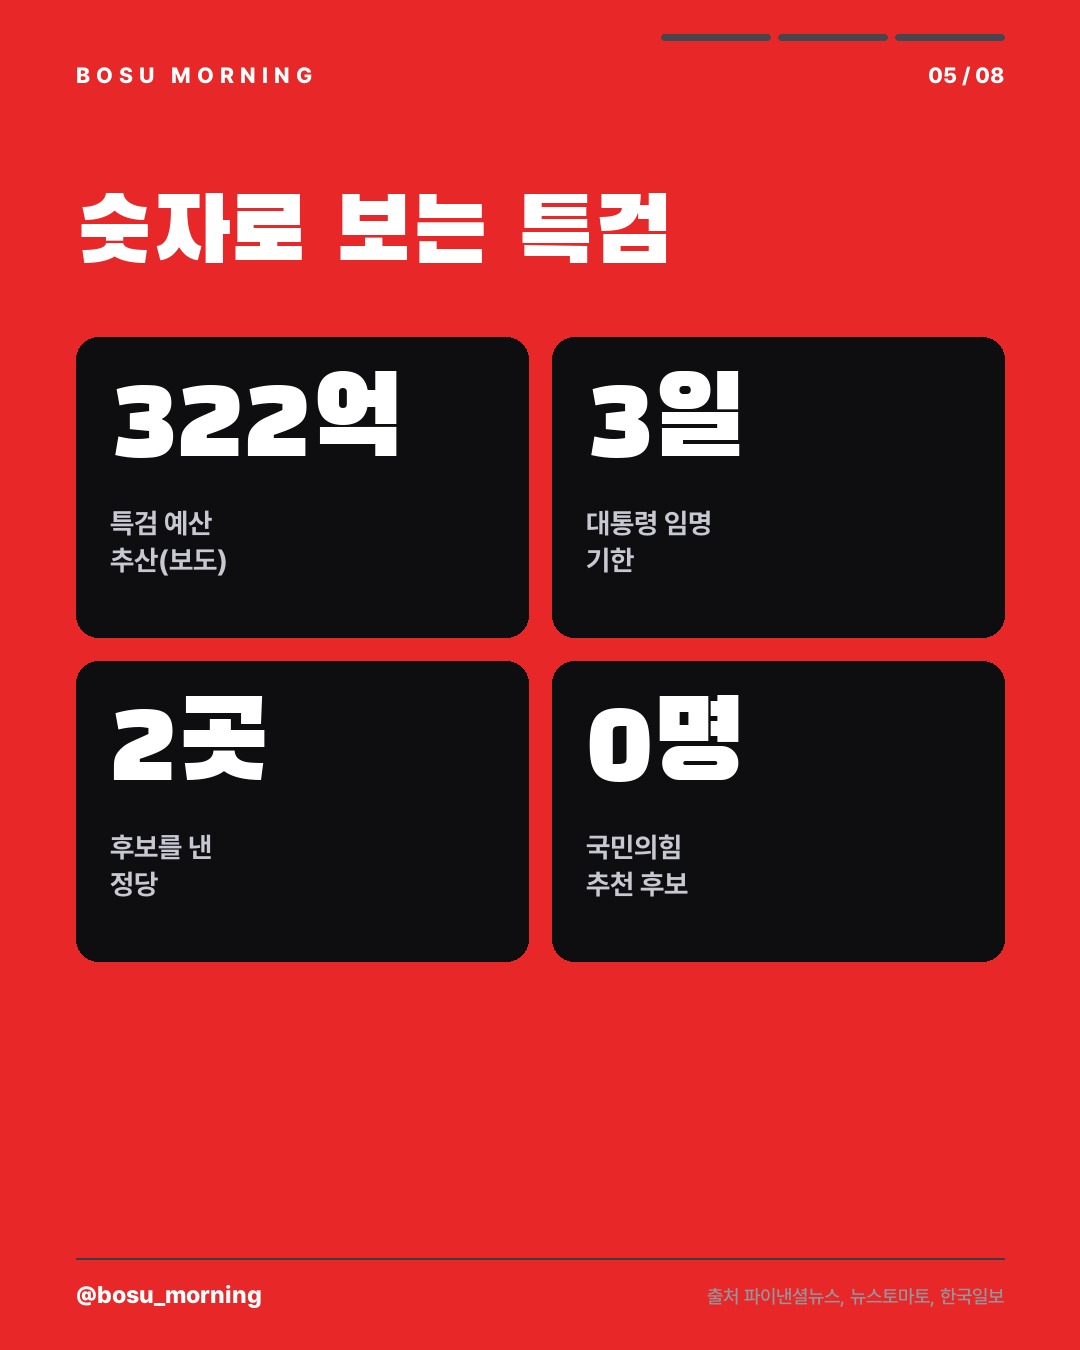 BOSU MORNING
05 / 08
숫자로 보는 특검
322억
특검 예산
추산(보도)
3일
대통령 임명
기한
2곳
후보를 낸
정당
0명
국민의힘
추천 후보
@bosu_morning
출처 파이낸셜뉴스, 뉴스토마토, 한국일보